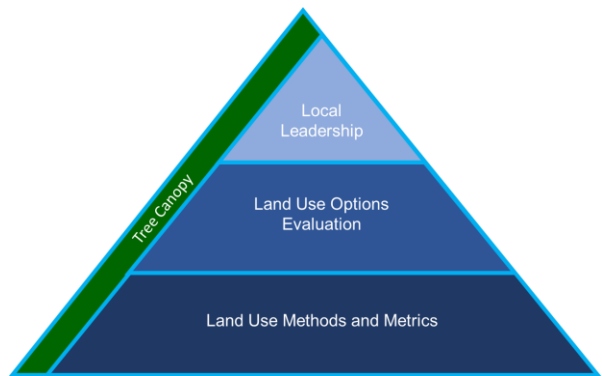 Local
Leadership
Tree Canopy
Land Use Options
Evaluation
Land Use Methods and Metrics